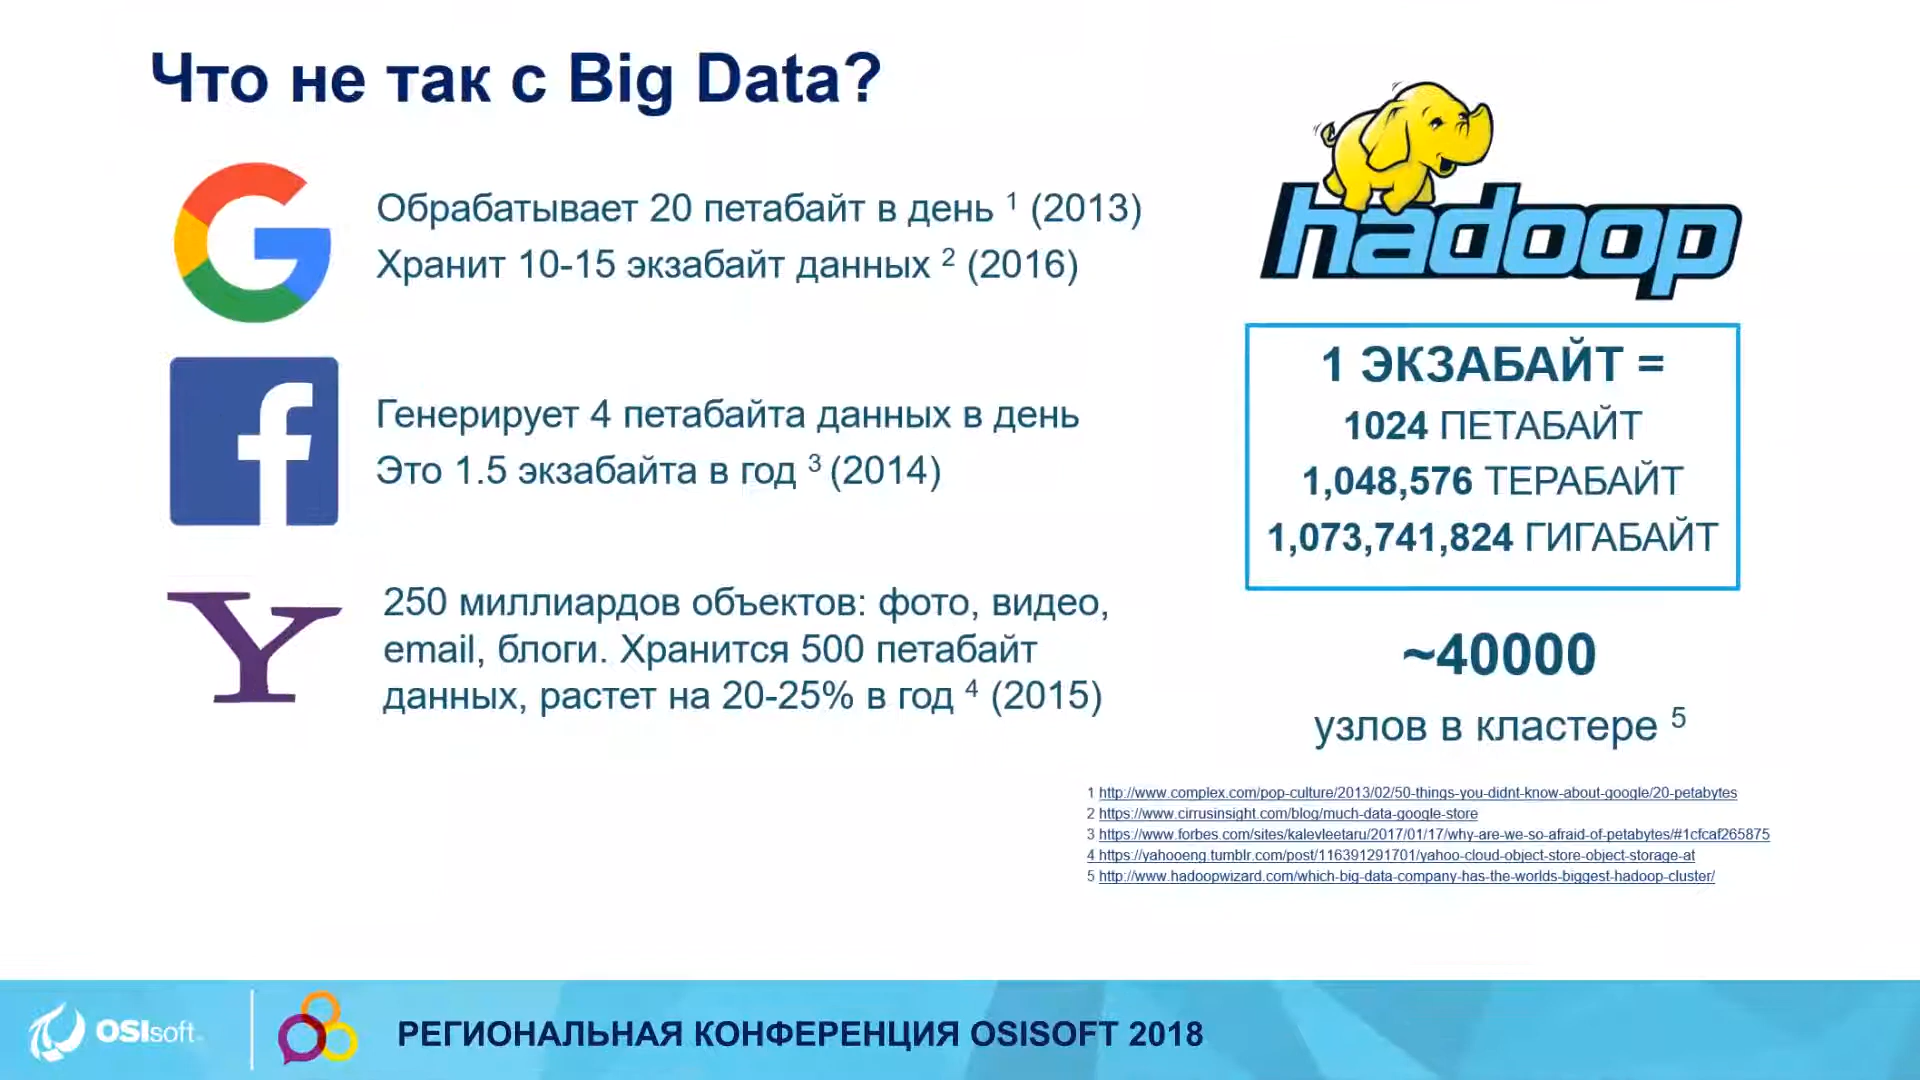 Что не так с Big Data?
Обрабатывает 20 петабайт в день 1 (2013)
Хранит 10-15 экзабайт данных 2 (2016)
Генерирует 4 петабайта данных в день
Это 1.5 экзабайта в год 3 (2014)
250 миллиардов объектов: фото, видео,
email, блоги. Хранится 500 петабайт
данных, растет на 20-25% в год 4 (2015)
hadoop
1 ЭКЗАБАЙТ =
1024 ПЕТАБАЙТ
1,048,576 ТЕРАБАЙТ
1,073,741,824 ГИГАБАЙТ
~40000
узлов в кластере 5
1 http://www.complex.com/pop-culture/2013/02/50-things-you-didnt-know-about-google/20-petabytes
2 https://www.cirrusinsight.com/blog/much-data-google-store
3 https://www.forbes.com/sites/kalevleetaru/2017/01/17/why-are-we-so-afraid-of-petabytes/#1cfcaf265875
4 https://yahooeng.tumblr.com/post/116391291701/yahoo-cloud-object-store-object-storage-at
5 http://www.hadoopwizard.com/which-big-data-company-has-the-worlds-biggest-hadoop-cluster/
OSIsoft
РЕГИОНАЛЬНАЯ КОНФЕРЕНЦИЯ OSISOFT 2018